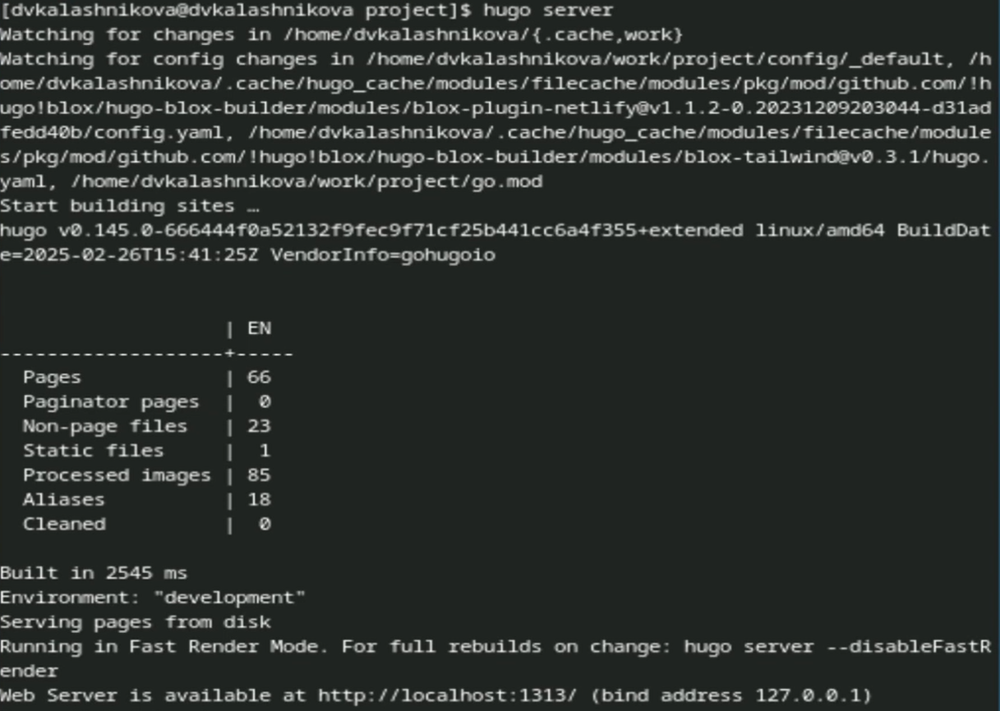 [dvkalashnikova@dvkalashnikova project]$ hugo server
Watching for changes in /home/dvkalashnikova/{.cache,work}
Watching for config changes in /home/dvkalashnikova/work/project/config/_default, /h
ome/dvkalashnikova/.cache/hugo_cache/modules/filecache/modules/pkg/mod/github.com/!h
ugo!blox/hugo-blox-builder/modules/blox-plugin-netlify@v1.1.2-0.20231209203044-d31ad
fedd40b/config.yaml, /home/dvkalashnikova/.cache/hugo_cache/modules/filecache/module
s/pkg/mod/github.com/!hugo!blox/hugo-blox-builder/modules/blox-tailwind@v0.3.1/hugo.
yaml, /home/dvkalashnikova/work/project/go.mod
Start building sites …
hugo v0.145.0-666444f0a52132f9fec9f71cf25b441cc6a4f355+extended linux/amd64 BuildDat
e=2025-02-26T15:41:25Z VendorInfo=gohugoio
                   | EN
-------------------+-----
  Pages            | 66
  Paginator pages  |  0
  Non-page files   | 23
  Static files     |  1
  Processed images | 85
  Aliases          | 18
  Cleaned          |  0
Built in 2545 ms
Environment: "development"
Serving pages from disk
Running in Fast Render Mode. For full rebuilds on change: hugo server --disableFastR
ender
Web Server is available at http://localhost:1313/ (bind address 127.0.0.1)